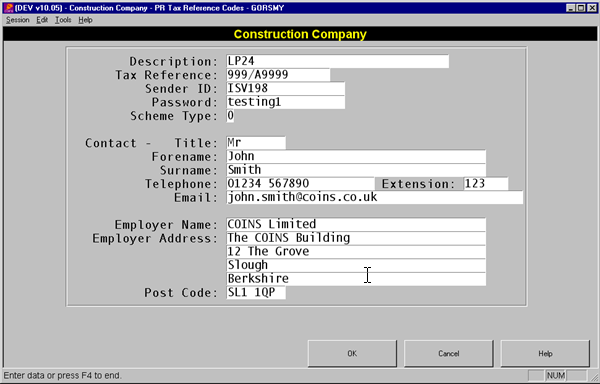 (DEV v10.05) - Construction Company - PR Tax Reference Codes - GORSMY
Session Edit Tools Help
Construction Company
Description: LP24
Tax Reference: 999/A9999
Sender ID: ISV198
Password: testing1
Scheme Type: 0
Contact - Title: Mr
Forename: John
Surname: Smith
Telephone: 01234 567890 Extension: 123
Email: john.smith@coins.co.uk
Employer Name: COINS Limited
Employer Address: The COINS Building
12 The Grove
Slough
Berkshire
Post Code: SL1 1QP
OK Cancel Help
Enter data or press F4 to end. NUM